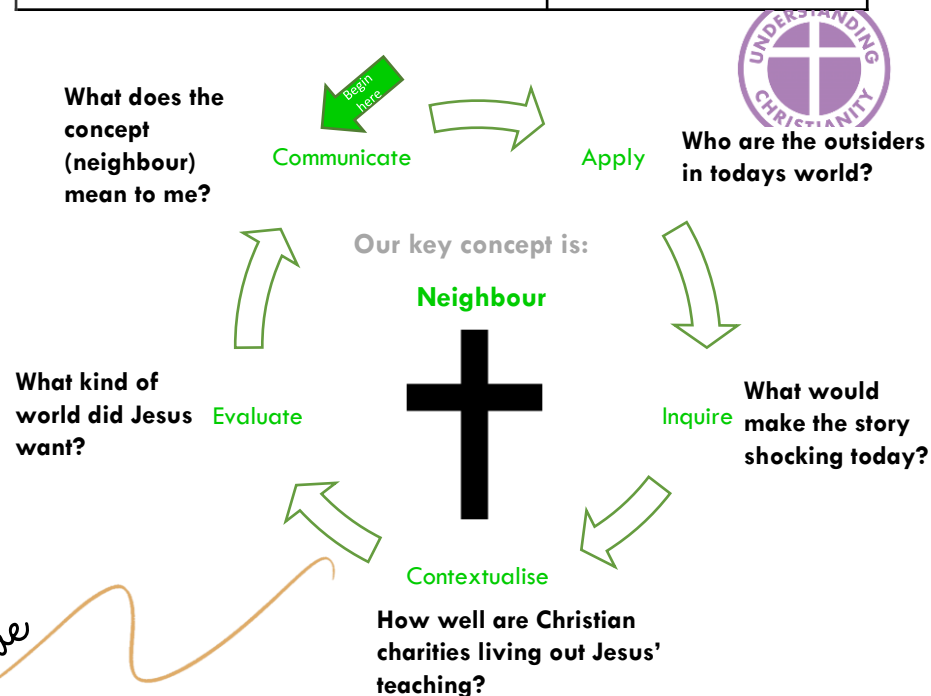 UNDERSTANDING
CHRISTIANITY
Begin
here
What does the
concept
(neighbour)
mean to me?
Communicate
Apply
Who are the outsiders
in todays world?
Our key concept is:
Neighbour
What kind of
world did Jesus
want?
Evaluate
Inquire
What would
make the story
shocking today?
Contextualise
How well are Christian
charities living out Jesus’
teaching?